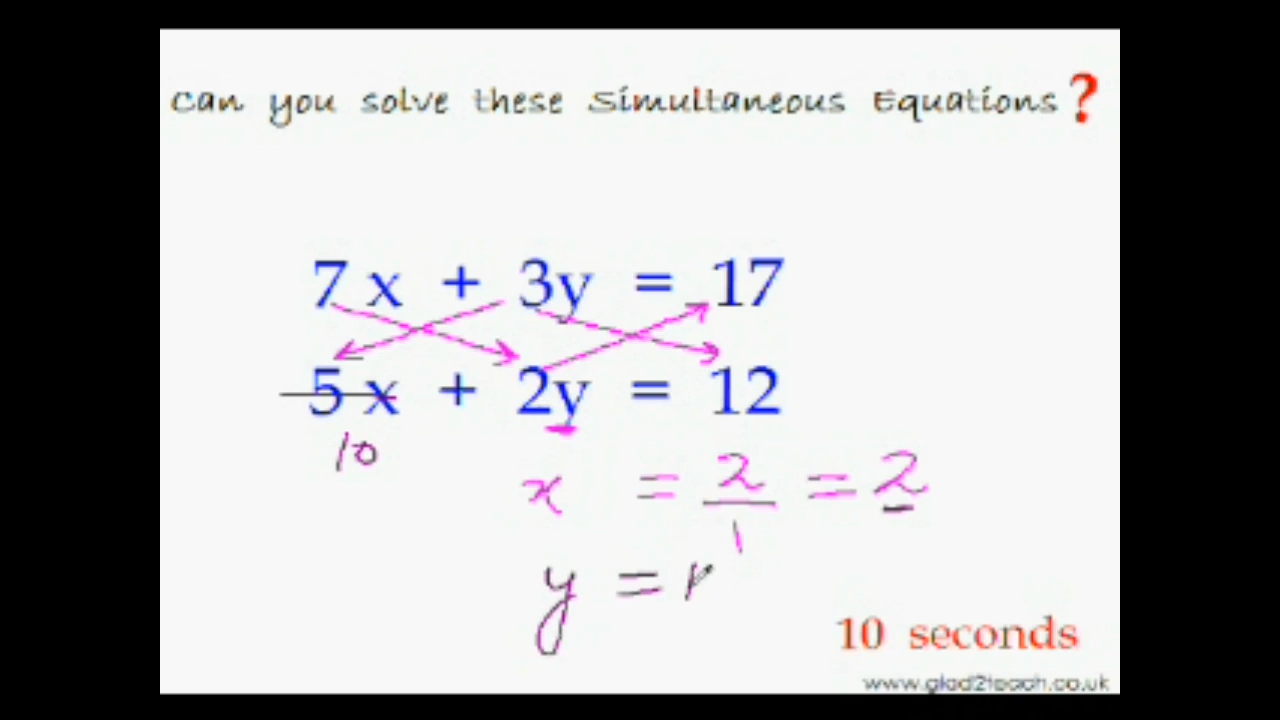 Can you solve these Simultaneous Equations?
7x + 3y = 17
5x + 2y = 12
10
x = 2/1 = 2
y =
10 seconds
www.glad2teach.co.uk